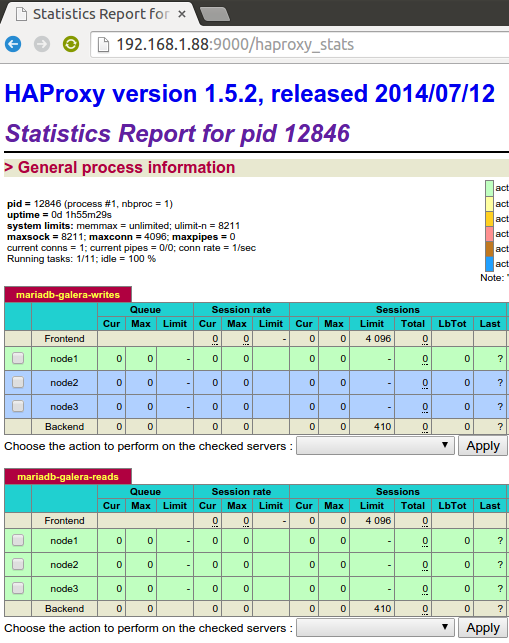 Statistics Report for
192.168.1.88:9000/haproxy_stats
HAProxy version 1.5.2, released 2014/07/12
Statistics Report for pid 12846
> General process information
pid = 12846 (process #1, nbproc = 1)
uptime = 0d 1h55m29s
system limits: memmax = unlimited; ulimit-n = 8211
maxsock = 8211; maxconn = 4096; maxpipes = 0
current conns = 1; current pipes = 0/0; conn rate = 1/sec
Running tasks: 1/11; idle = 100 %
act
act
act
act
act
act
Note: "
mariadb-galera-writes
Queue Session rate Sessions
Cur Max Limit Cur Max Limit Cur Max Limit Total LbTot Last
Frontend 0 0 - 0 0 4 096 0
node1 0 0 - 0 0 0 0 - 0 0 ?
node2 0 0 - 0 0 0 0 - 0 0 ?
node3 0 0 - 0 0 0 0 - 0 0 ?
Backend 0 0 0 0 0 0 410 0 0 ?
Choose the action to perform on the checked servers : Apply
mariadb-galera-reads
Queue Session rate Sessions
Cur Max Limit Cur Max Limit Cur Max Limit Total LbTot Last
Frontend 0 0 - 0 0 4 096 0
node1 0 0 - 0 0 0 0 - 0 0 ?
node2 0 0 - 0 0 0 0 - 0 0 ?
node3 0 0 - 0 0 0 0 - 0 0 ?
Backend 0 0 0 0 0 0 410 0 0 ?
Choose the action to perform on the checked servers : Apply